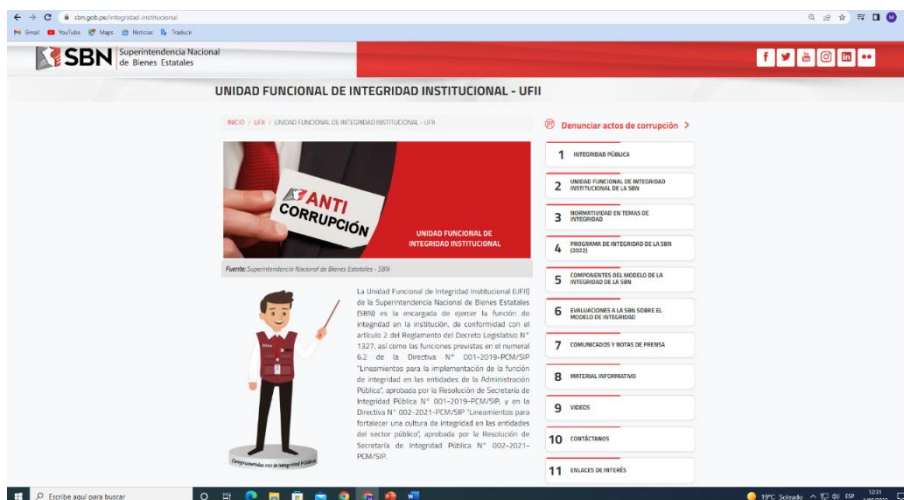 sbn.gob.pe/integridad-institucional
Gmail YouTube Maps Noticias Traducir
SBN Superintendencia Nacional
de Bienes Estatales
UNIDAD FUNCIONAL DE INTEGRIDAD INSTITUCIONAL - UFII
INICIO / UFII / UNIDAD FUNCIONAL DE INTEGRIDAD INSTITUCIONAL - UFII
ANTI
CORRUPCIÓN
UNIDAD FUNCIONAL DE
INTEGRIDAD INSTITUCIONAL
Fuente: Superintendencia Nacional de Bienes Estatales - SBN
La Unidad Funcional de Integridad Institucional (UFII)
de la Superintendencia Nacional de Bienes Estatales
(SBN) es la encargada de ejercer la función de
integridad en la institución, de conformidad con el
artículo 2 del Reglamento del Decreto Legislativo N°
1327, así como las funciones previstas en el numeral
6.2 de la Directiva N° 001-2019-PCM/SIP
"Lineamientos para la implementación de la función
de integridad en las entidades de la Administración
Pública", aprobada por la Resolución de Secretaría de
Integridad Pública N° 001-2019-PCM/SIP, y en la
Directiva N° 002-2021-PCM/SIP "Lineamientos para
fortalecer una cultura de integridad en las entidades
del sector público", aprobada por la Resolución de
Secretaría de Integridad Pública N° 002-2021-
PCM/SIP.
Comprometidos con la Integridad Pública
Denunciar actos de corrupción >
1 INTEGRIDAD PÚBLICA
2 UNIDAD FUNCIONAL DE INTEGRIDAD
INSTITUCIONAL DE LA SBN
3 NORMATIVIDAD EN TEMAS DE
INTEGRIDAD
4 PROGRAMA DE INTEGRIDAD DE LA SBN
(2022)
5 COMPONENTES DEL MODELO DE LA
INTEGRIDAD DE LA SBN
6 EVALUACIONES A LA SBN SOBRE EL
MODELO DE INTEGRIDAD
7 COMUNICADOS Y NOTAS DE PRENSA
8 MATERIAL INFORMATIVO
9 VIDEOS
10 CONTÁCTANOS
11 ENLACES DE INTERÉS
Escribe aquí para buscar
19°C Soleado ESP 12:51